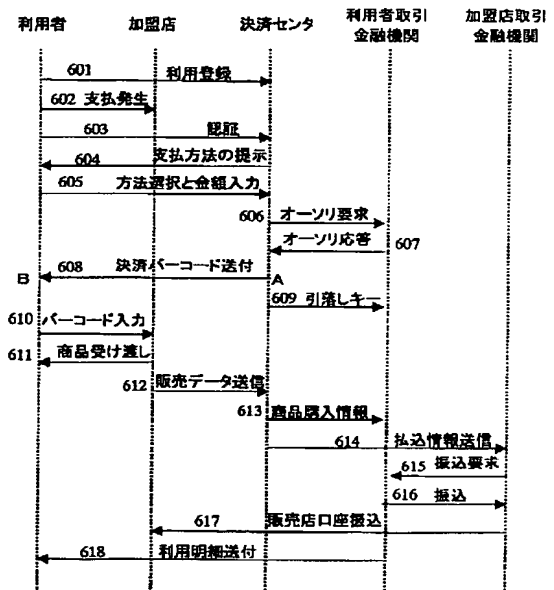 利用者 加盟店 決済センタ 利用者取引金融機関 加盟店取引金融機関
601 利用登録
602 支払発生
603 認証
604 支払方法の提示
605 方法選択と金額入力
606 オーソリ要求
オーソリ応答 607
B 608 決済バーコード送付 A
609 引落しキー
610 バーコード入力
611 商品受け渡し
612 販売データ送信
613 商品購入情報
614 払込情報送信
615 振込要求
616 振込
617 販売店口座振込
618 利用明細送付